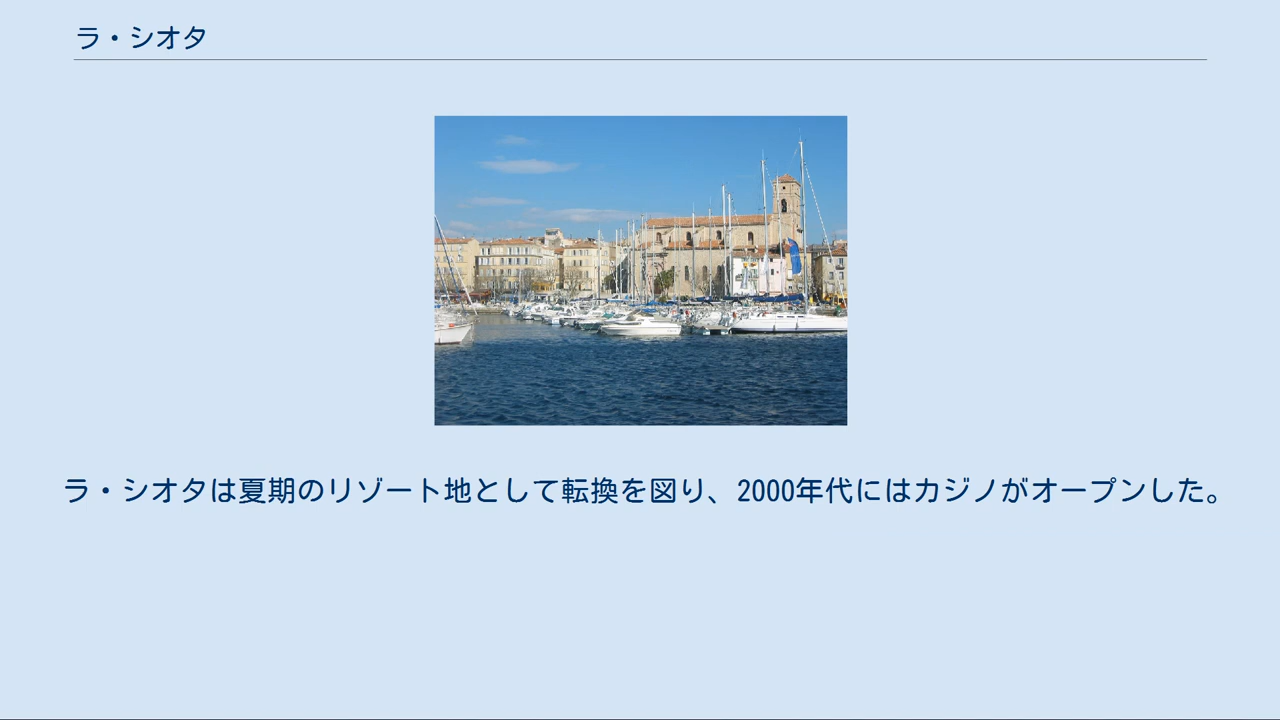 ラ・シオタ
ラ・シオタは夏期のリゾート地として転換を図り、2000年代にはカジノがオープンした。